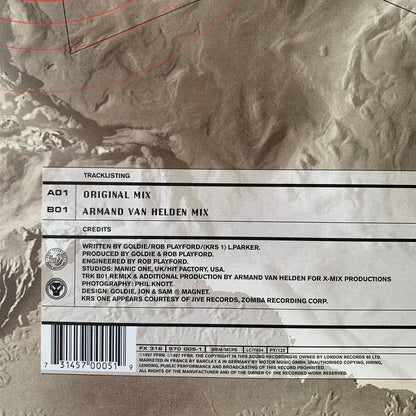 TRACKLISTING
A01 ORIGINAL MIX
B01 ARMAND VAN HELDEN MIX
CREDITS
WRITTEN BY GOLDIE/ROB PLAYFORD/(KRS 1) L.PARKER.
PRODUCED BY GOLDIE & ROB PLAYFORD.
ENGINEERED BY ROB PLAYFORD.
STUDIOS: MANIC ONE, UK/HIT FACTORY, USA.
TRK B01, REMIX & ADDITIONAL PRODUCTION BY ARMAND VAN HELDEN FOR X-MIX PRODUCTIONS
PHOTOGRAPHY: PHIL KNOTT.
DESIGN: GOLDIE, JON & SAM @ MAGNET.
KRS ONE APPEARS COURTESY OF JIVE RECORDS, ZOMBA RECORDING CORP.
FX 316 570 005-1 BIEM/MCPS LC/7654 PY/122
℗1997 FFRR. ©1997 FFRR. THE COPYRIGHT IN THIS SOUND RECORDING IS OWNED BY LONDON RECORDS 90 LTD.
MARKETED IN FRANCE BY BARCLAY & IN GERMANY BY MOTOR MUSIC GMBH. UNAUTHORISED COPYING, HIRING,
LENDING, PUBLIC PERFORMANCE AND BROADCASTING OF THIS RECORD PROHIBITED.
ALL RIGHTS OF THE MANUFACTURER AND OF THE OWNER OF THE RECORDED WORK RESERVED.
7 31457 00051 9